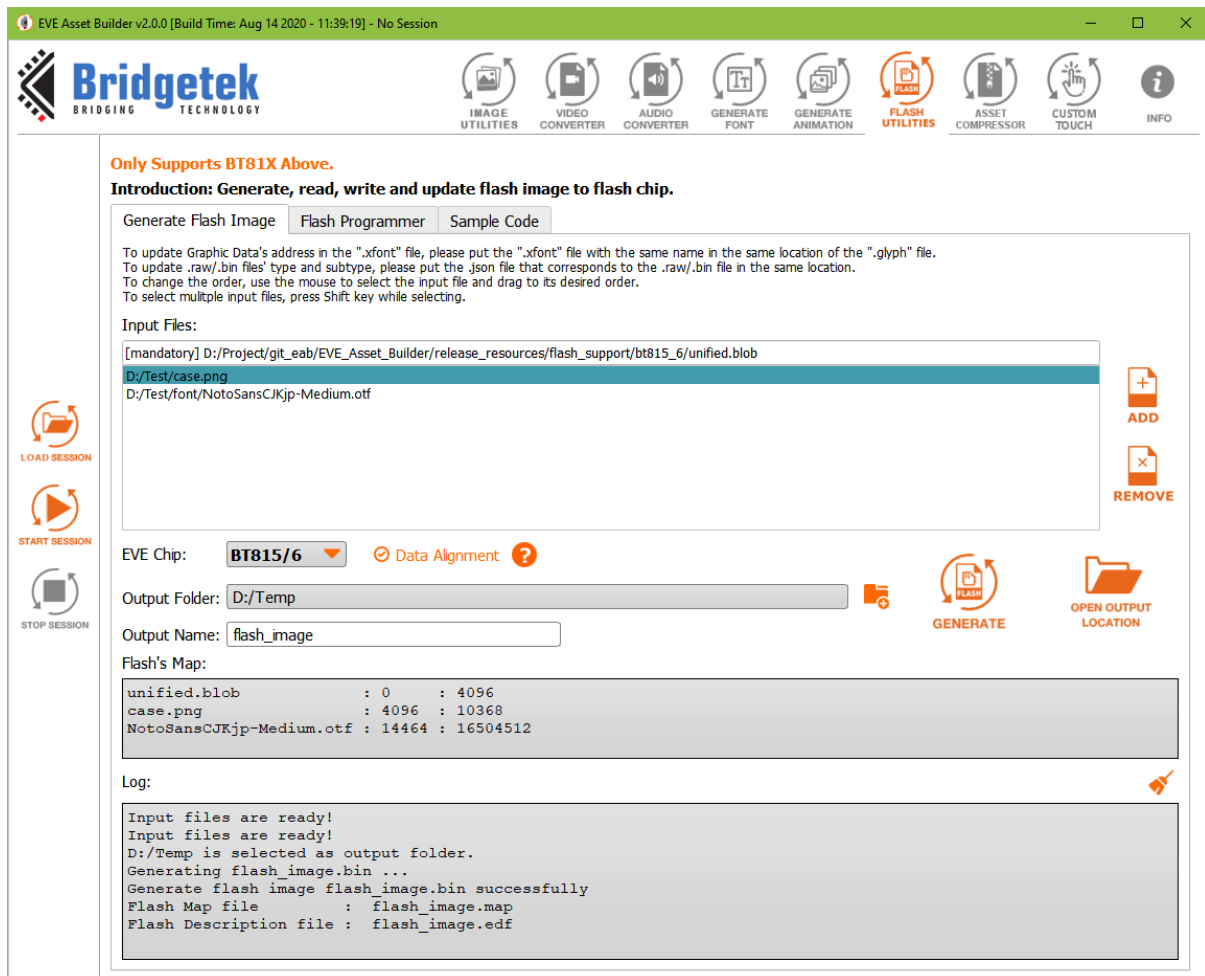 EVE Asset Builder v2.0.0 [Build Time: Aug 14 2020 - 11:39:19] - No Session
Bridgetek
BRIDGING TECHNOLOGY
IMAGE UTILITIES
VIDEO CONVERTER
AUDIO CONVERTER
GENERATE FONT
GENERATE ANIMATION
FLASH
FLASH UTILITIES
ASSET COMPRESSOR
CUSTOM TOUCH
INFO
Only Supports BT81X Above.
Introduction: Generate, read, write and update flash image to flash chip.
Generate Flash Image
Flash Programmer
Sample Code
To update Graphic Data's address in the ".xfont" file, please put the ".xfont" file with the same name in the same location of the ".glyph" file.
To update .raw/.bin files' type and subtype, please put the .json file that corresponds to the .raw/.bin file in the same location.
To change the order, use the mouse to select the input file and drag to its desired order.
To select mulitple input files, press Shift key while selecting.
Input Files:
[mandatory] D:/Project/git_eab/EVE_Asset_Builder/release_resources/flash_support/bt815_6/unified.blob
D:/Test/case.png
D:/Test/font/NotoSansCJKjp-Medium.otf
ADD
REMOVE
LOAD SESSION
START SESSION
STOP SESSION
EVE Chip: BT815/6 Data Alignment ?
Output Folder: D:/Temp
Output Name: flash_image
FLASH
GENERATE
OPEN OUTPUT
LOCATION
Flash's Map:
unified.blob : 0 : 4096
case.png : 4096 : 10368
NotoSansCJKjp-Medium.otf : 14464 : 16504512
Log:
Input files are ready!
Input files are ready!
D:/Temp is selected as output folder.
Generating flash_image.bin ...
Generate flash image flash_image.bin successfully
Flash Map file : flash_image.map
Flash Description file : flash_image.edf